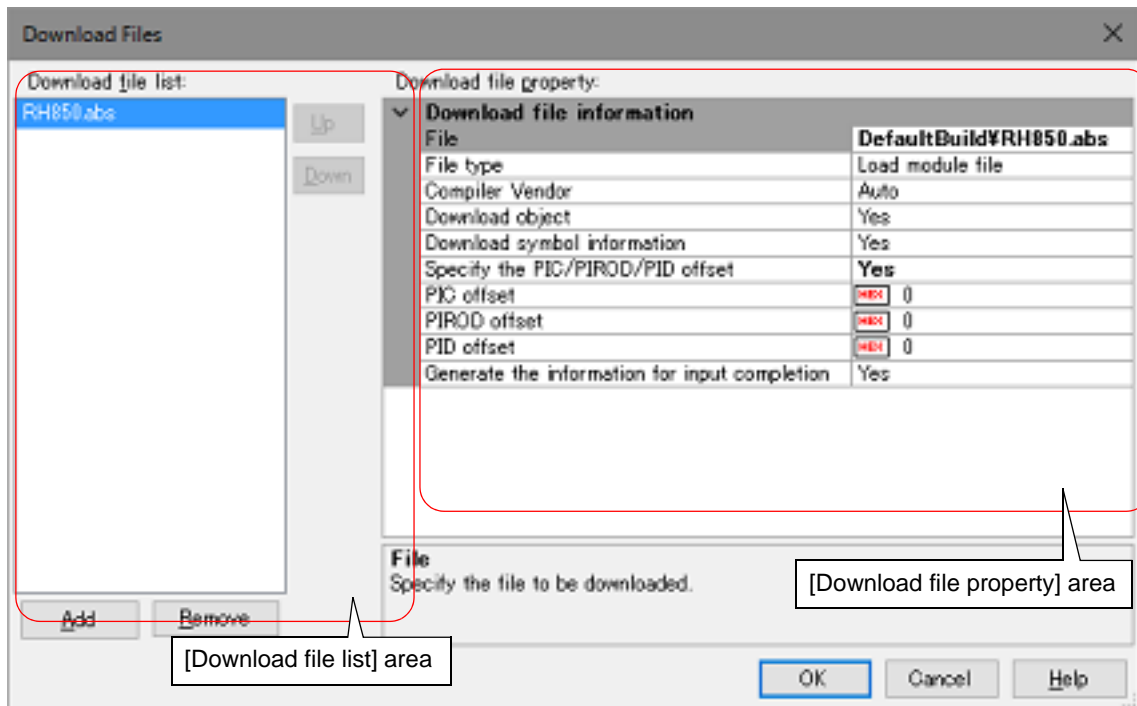 Download Files
Download file list:
RH850.abs
Up
Down
Add
Remove
[Download file list] area
Download file property:
Download file information
File DefaultBuild¥RH850.abs
File type Load module file
Compiler Vendor Auto
Download object Yes
Download symbol information Yes
Specify the PIC/PIROD/PID offset Yes
PIC offset HEX 0
PIROD offset HEX 0
PID offset HEX 0
Generate the information for input completion Yes
File
Specify the file to be downloaded.
[Download file property] area
OK Cancel Help